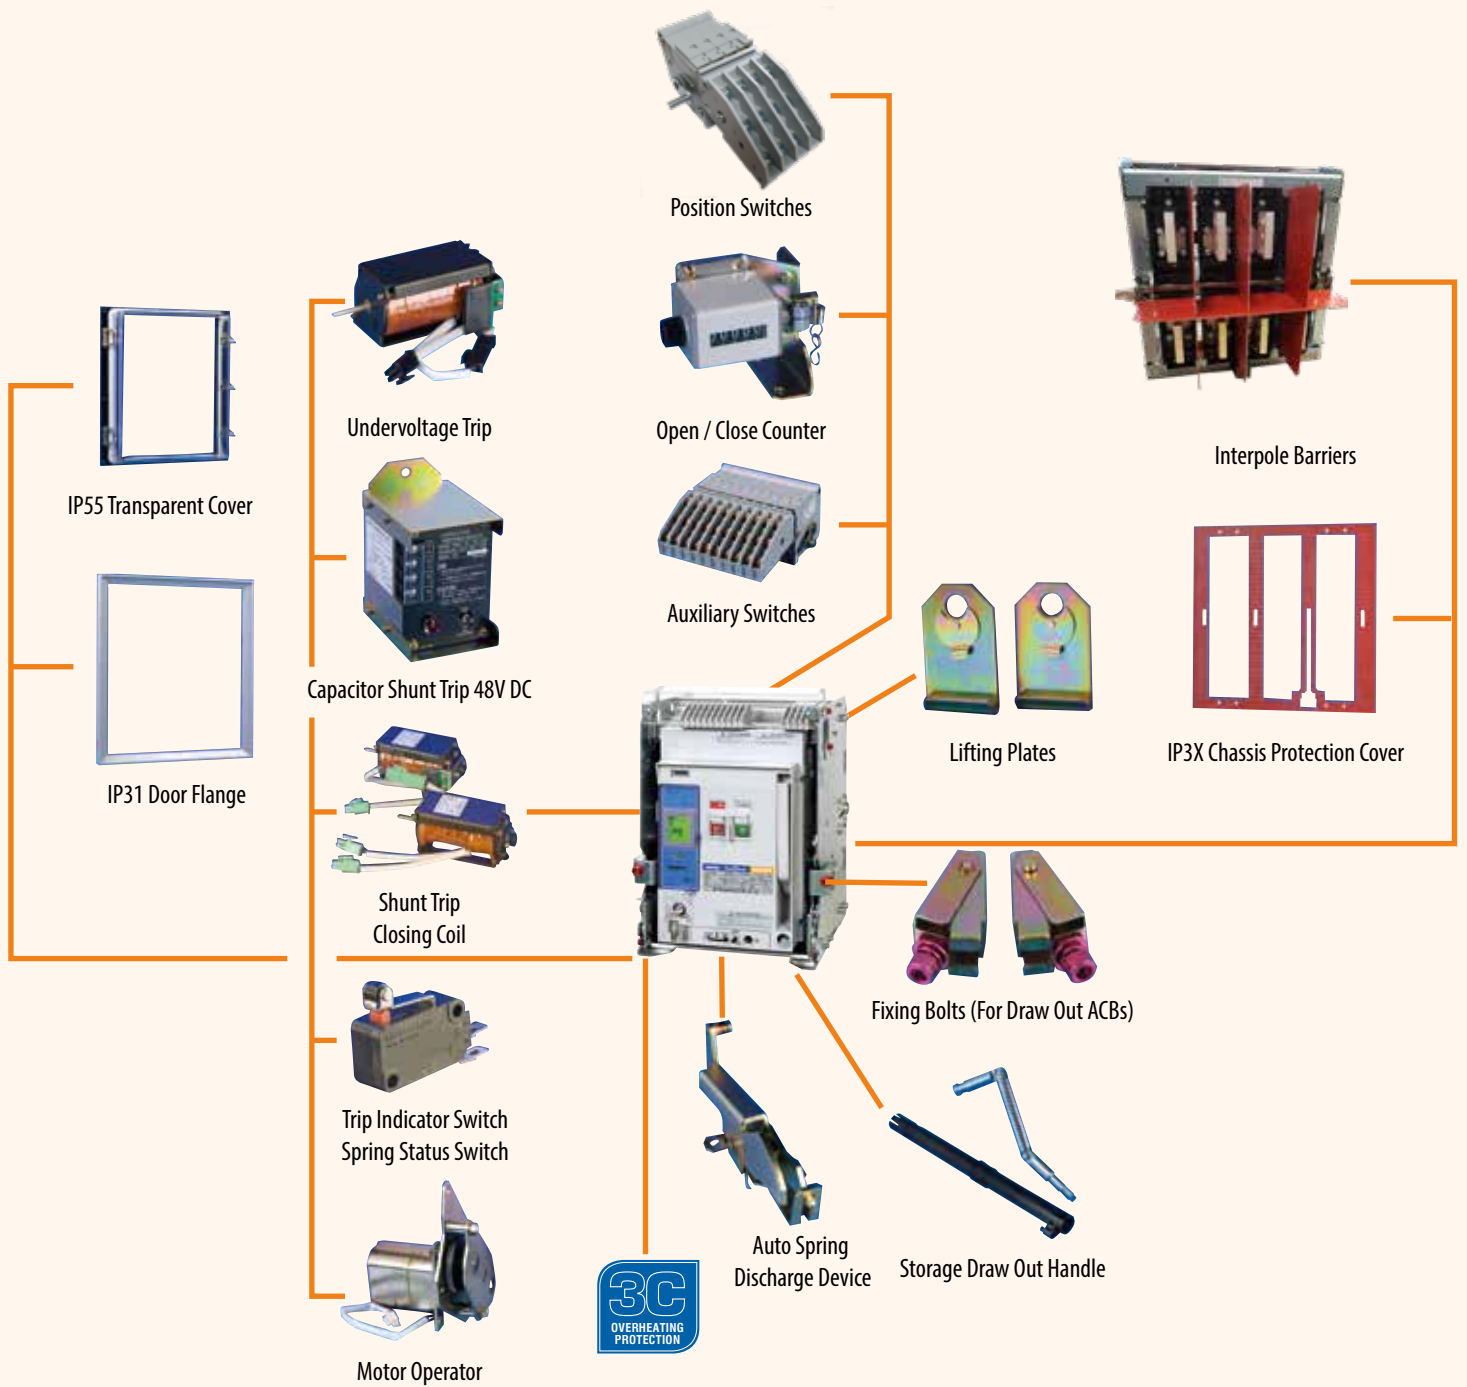 Position Switches
Undervoltage Trip
Open / Close Counter
Interpole Barriers
IP55 Transparent Cover
Auxiliary Switches
Capacitor Shunt Trip 48V DC
Lifting Plates
IP3X Chassis Protection Cover
IP31 Door Flange
Shunt Trip
Closing Coil
Fixing Bolts (For Draw Out ACBs)
Trip Indicator Switch
Spring Status Switch
Auto Spring
Discharge Device
Storage Draw Out Handle
3C
OVERHEATING
PROTECTION
Motor Operator